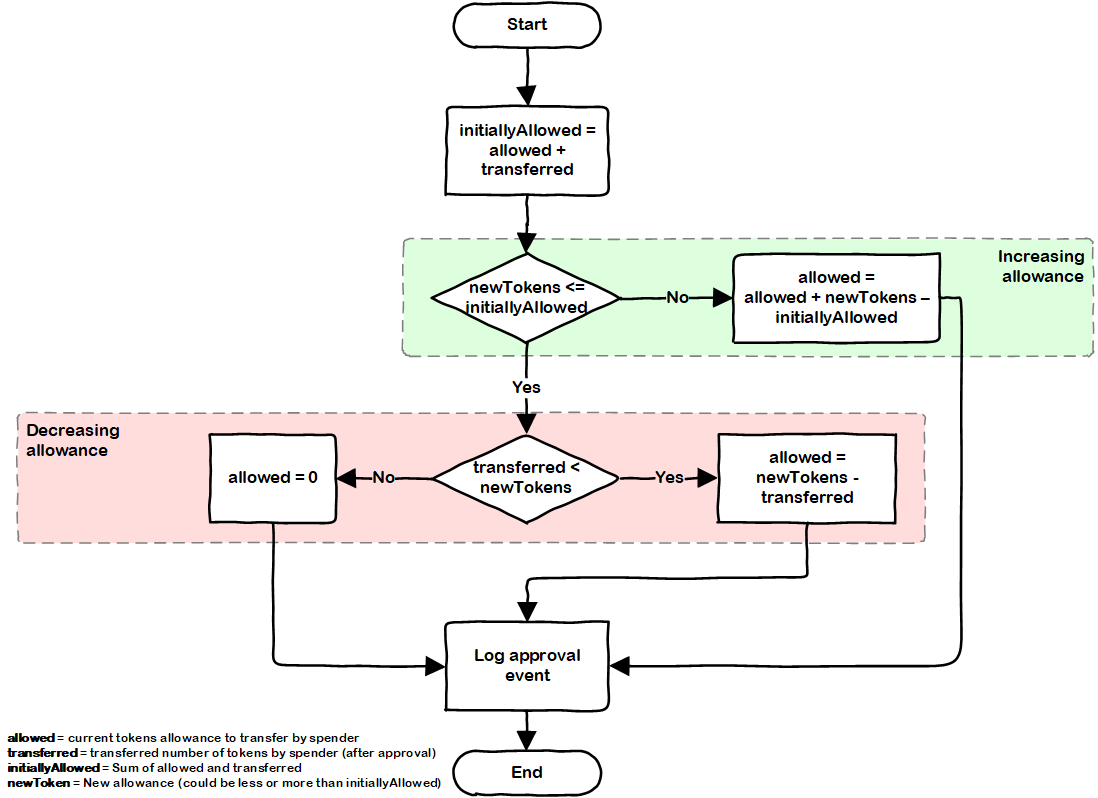 Start
initiallyAllowed =
allowed +
transferred
Increasing
allowance
newTokens <=
initiallyAllowed
No
allowed =
allowed + newTokens –
initiallyAllowed
Yes
Decreasing
allowance
allowed = 0
No
transferred <
newTokens
Yes
allowed =
newTokens -
transferred
Log approval
event
allowed = current tokens allowance to transfer by spender
transferred = transferred number of tokens by spender (after approval)
initiallyAllowed = Sum of allowed and transferred
newToken = New allowance (could be less or more than initiallyAllowed)
End